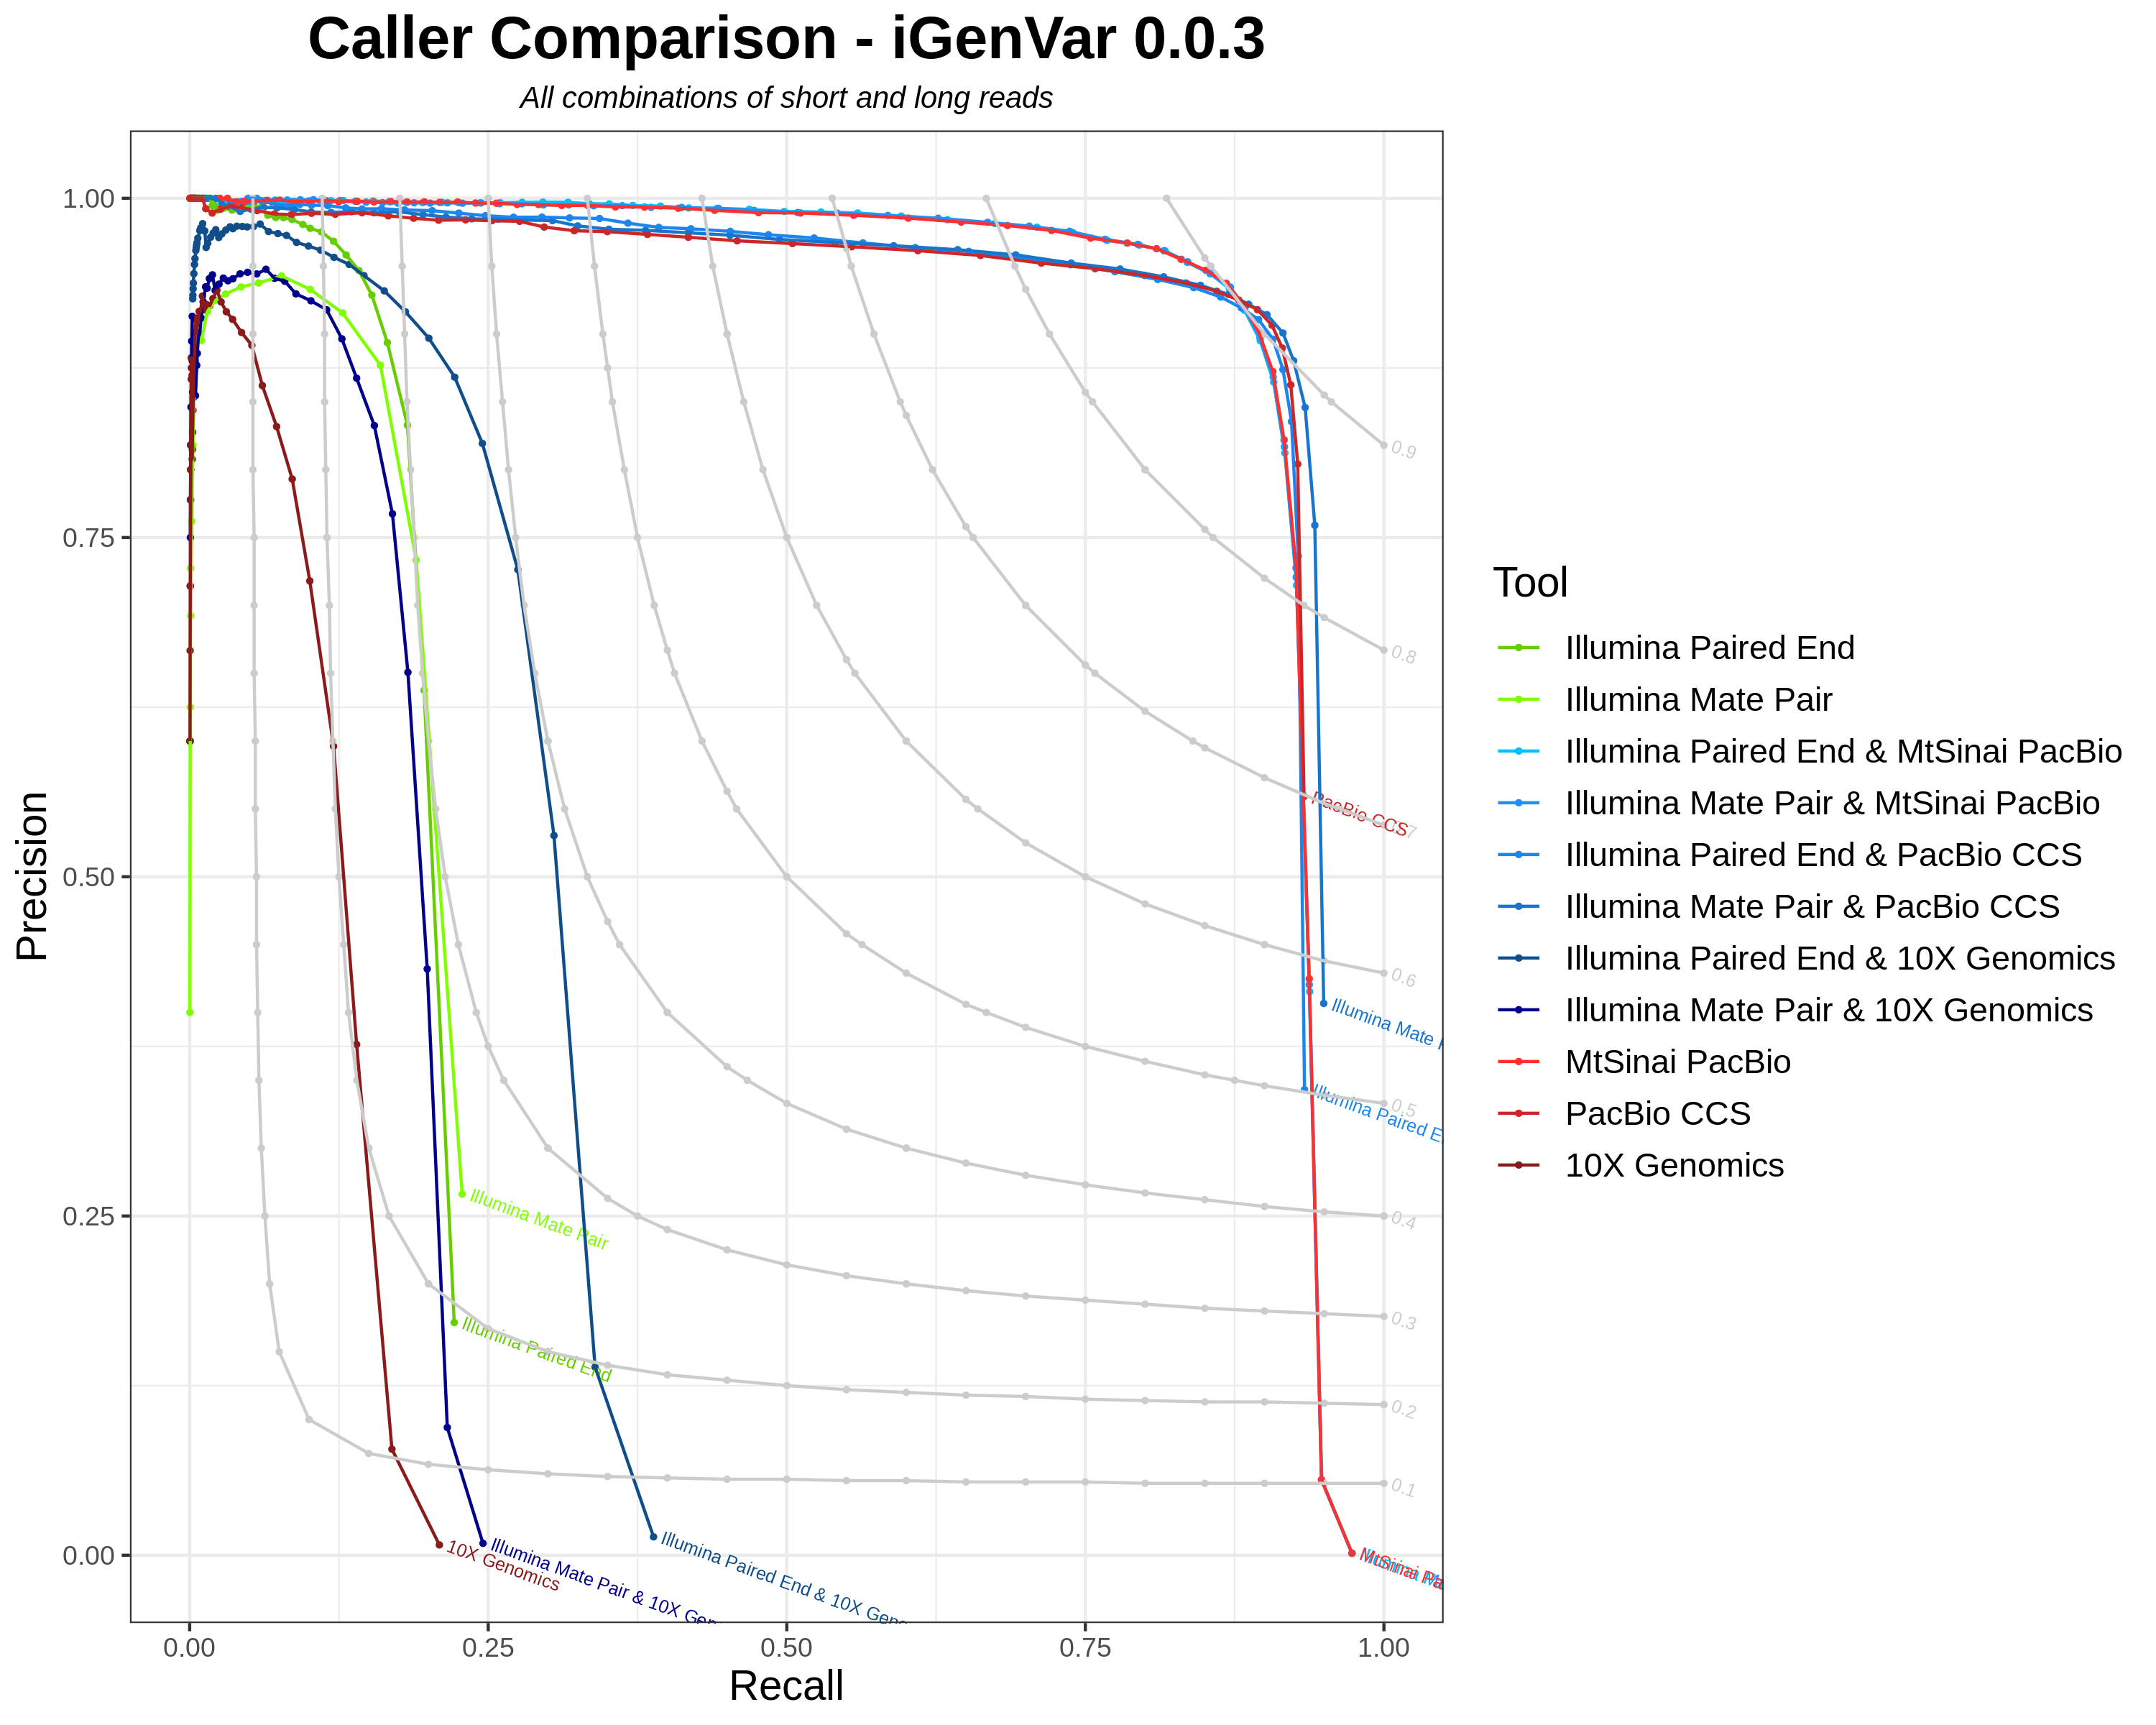 Caller Comparison - iGenVar 0.0.3
All combinations of short and long reads
Precision
1.00
0.75
0.50
0.25
0.00
0.9
0.8
PacBio CCS
0.6
Illumina Mate
0.5
Illumina Paired E
Illumina Mate Pair
0.4
0.3
Illumina Paired End
0.2
0.1
10X Genomics
Illumina Mate Pair & 10X Gen
Illumina Paired End & 10X Geno
MtSinai Pa
0.00
0.25
0.50
0.75
1.00
Recall
Tool
Illumina Paired End
Illumina Mate Pair
Illumina Paired End & MtSinai PacBio
Illumina Mate Pair & MtSinai PacBio
Illumina Paired End & PacBio CCS
Illumina Mate Pair & PacBio CCS
Illumina Paired End & 10X Genomics
Illumina Mate Pair & 10X Genomics
MtSinai PacBio
PacBio CCS
10X Genomics